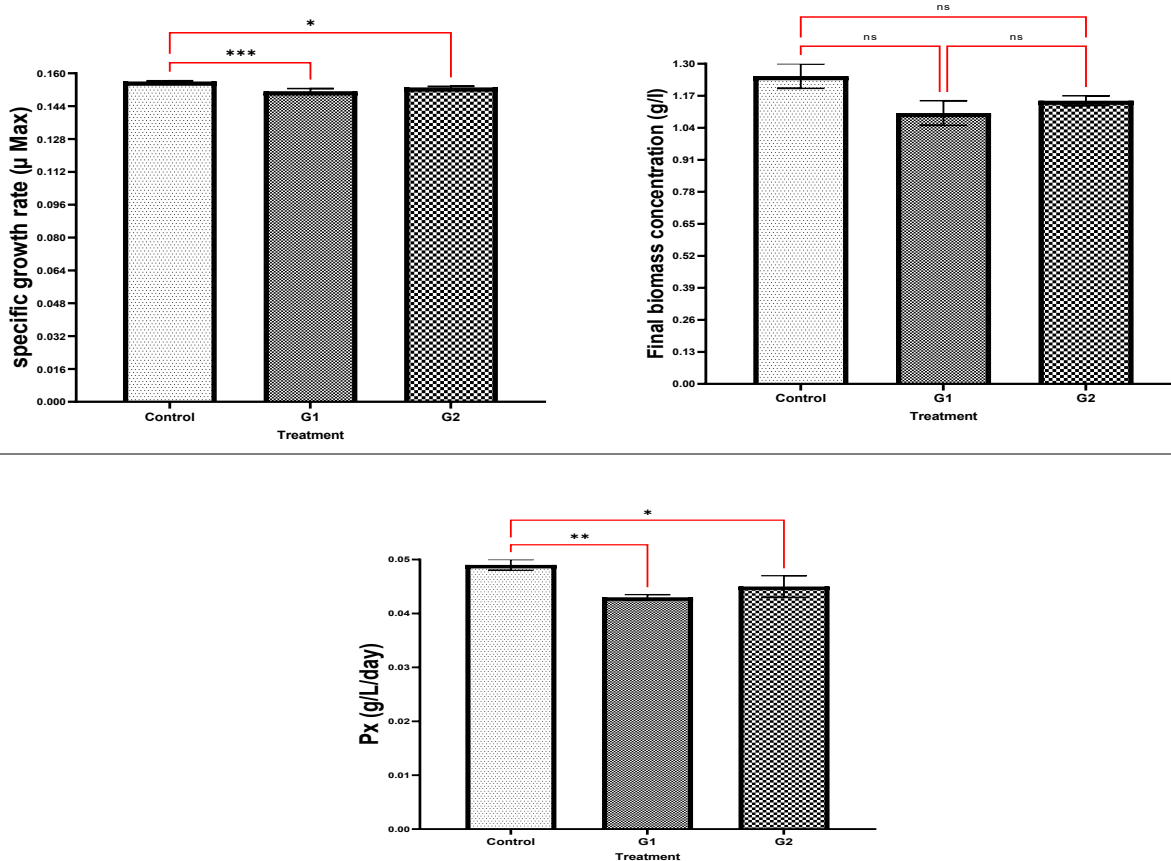 *
***
specific growth rate (µ Max)
0.160
0.144
0.128
0.112
0.096
0.080
0.064
0.048
0.032
0.016
0.000
Control G1 G2
Treatment
ns
ns ns
Final biomass concentration (g/l)
1.30
1.17
1.04
0.91
0.78
0.65
0.52
0.39
0.26
0.13
0.00
Control G1 G2
Treatment
*
**
Px (g/L/day)
0.05
0.04
0.03
0.02
0.01
0.00
Control G1 G2
Treatment